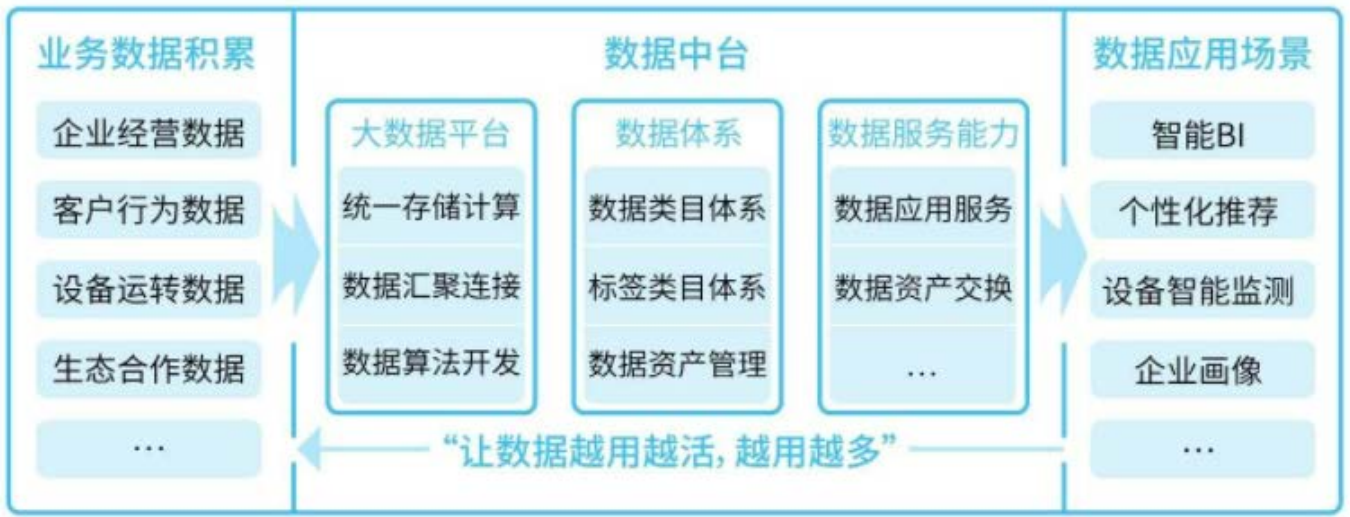 业务数据积累
企业经营数据
客户行为数据
设备运转数据
生态合作数据
…
数据中台
大数据平台
统一存储计算
数据汇聚连接
数据算法开发
数据体系
数据类目体系
标签类目体系
数据资产管理
数据服务能力
数据应用服务
数据资产交换
…
“让数据越用越活, 越用越多”
数据应用场景
智能BI
个性化推荐
设备智能监测
企业画像
…